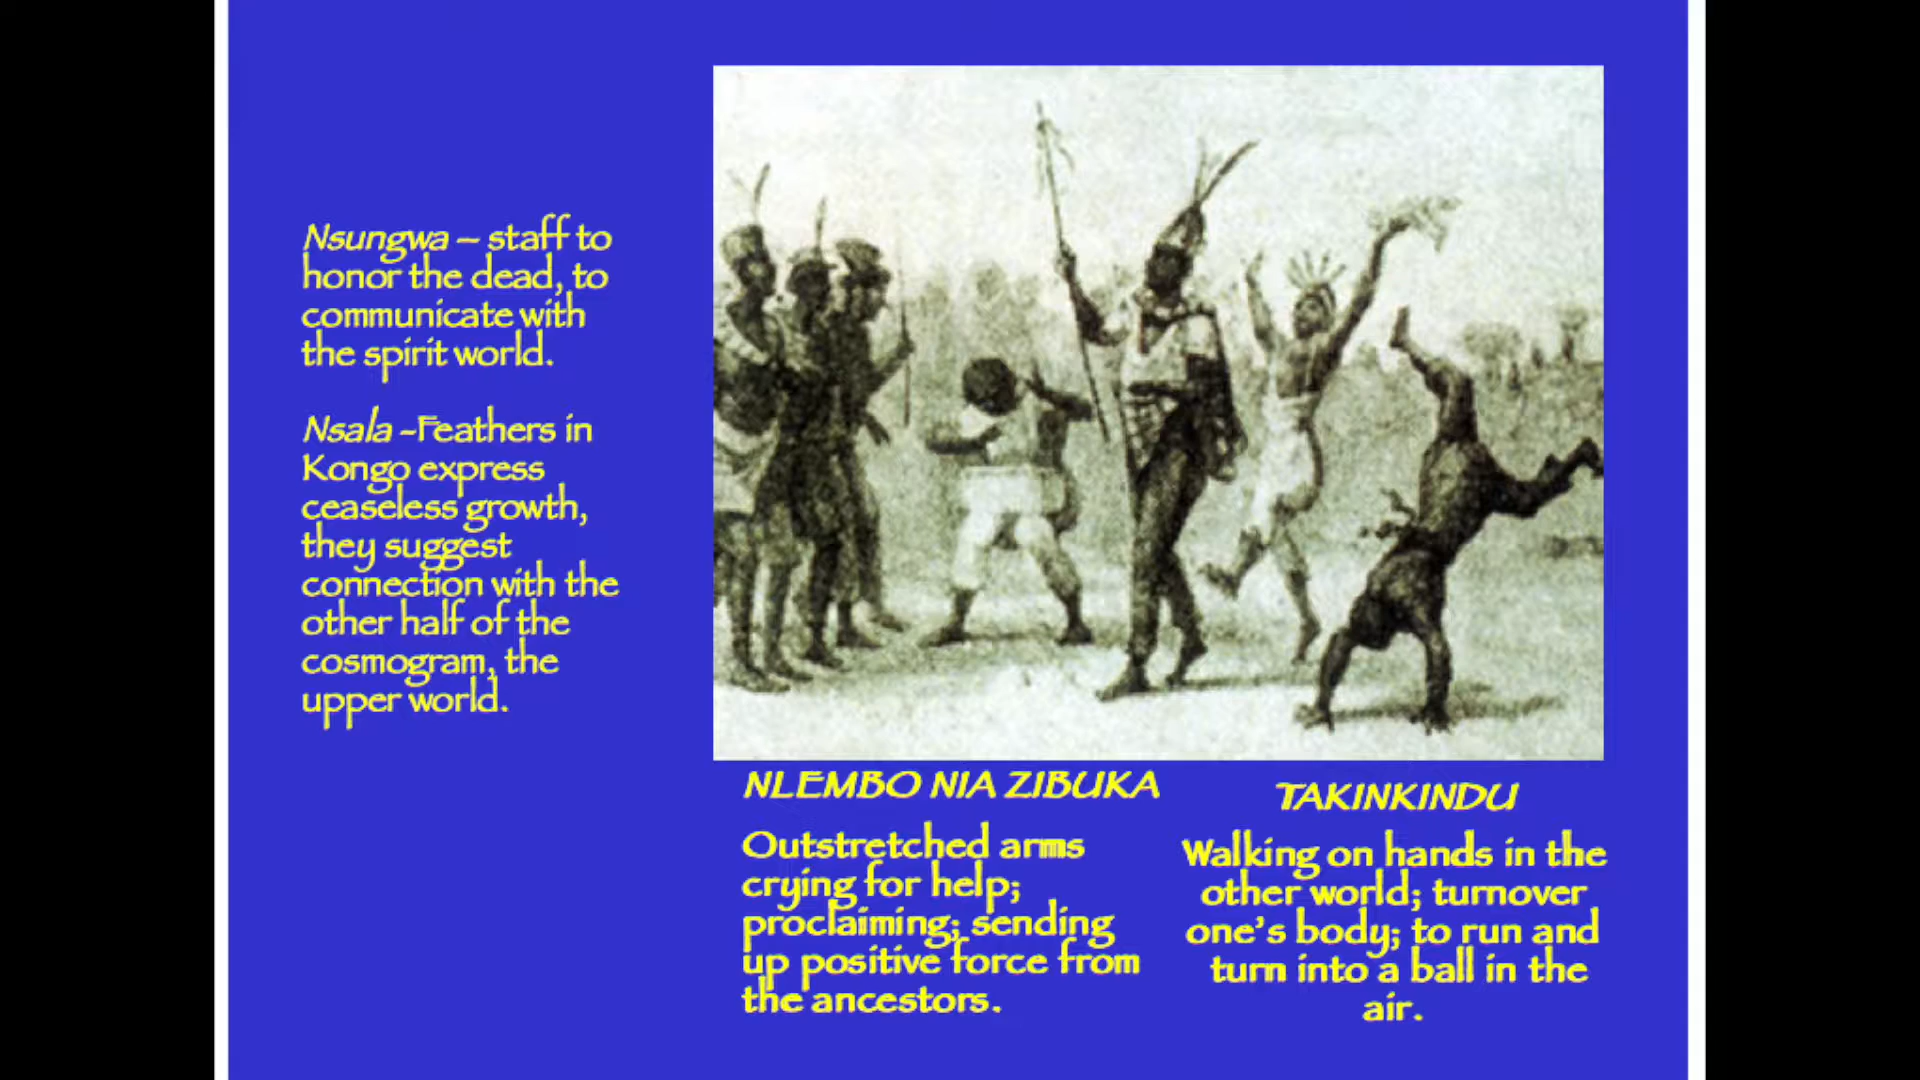 Nsungwa – staff to
honor the dead, to
communicate with
the spirit world.
Nsala -Feathers in
Kongo express
ceaseless growth,
they suggest
connection with the
other half of the
cosmogram, the
upper world.
NLEMBO NIA ZIBUKA
Outstretched arms
crying for help;
proclaiming; sending
up positive force from
the ancestors.
TAKINKINDU
Walking on hands in the
other world; turnover
one's body; to run and
turn into a ball in the
air.